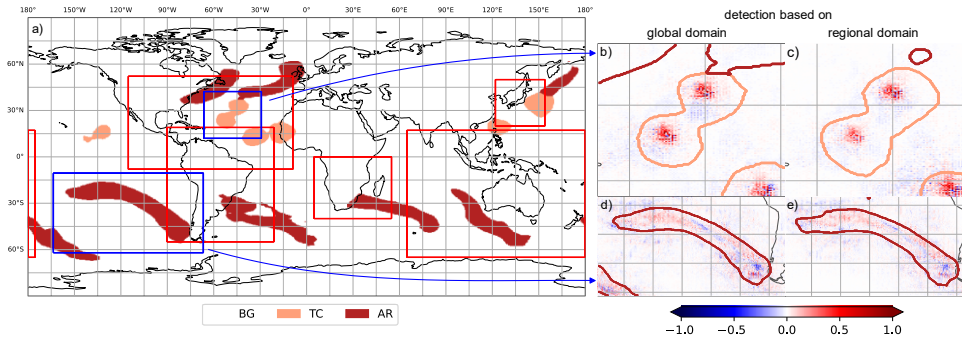 detection based on
global domain regional domain
180° 150°W 120°W 90°W 60°W 30°W 0° 30°E 60°E 90°E 120°E 150°E 180°
a)
60°N
30°N
0°
30°S
60°S
b)
c)
d)
e)
BG TC AR
−1.0 −0.5 0.0 0.5 1.0